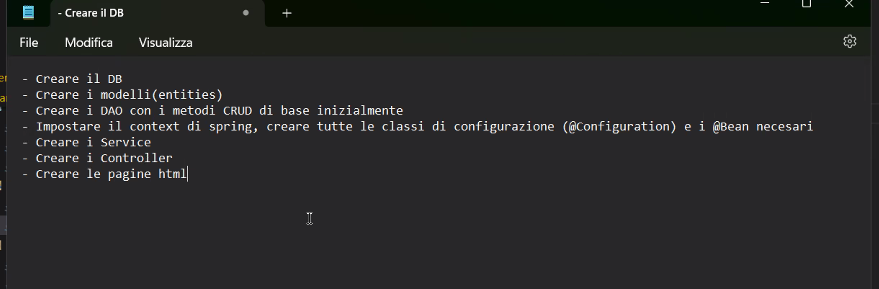 - Creare il DB
File Modifica Visualizza
- Creare il DB
- Creare i modelli(entities)
- Creare i DAO con i metodi CRUD di base inizialmente
- Impostare il context di spring, creare tutte le classi di configurazione (@Configuration) e i @Bean necesari
- Creare i Service
- Creare i Controller
- Creare le pagine html